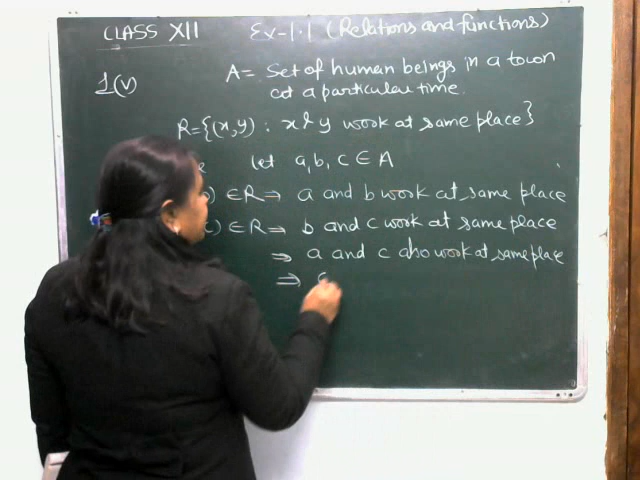 CLASS XII Ex-1.1 (Relations and functions)
1(v) A = Set of human beings in a town
at a particular time.
R = {(x,y) : x & y work at same place}
let a, b, c ∈ A
) ∈ R ⇒ a and b work at same place
) ∈ R ⇒ b and c work at same place
⇒ a and c also work at same place
⇒